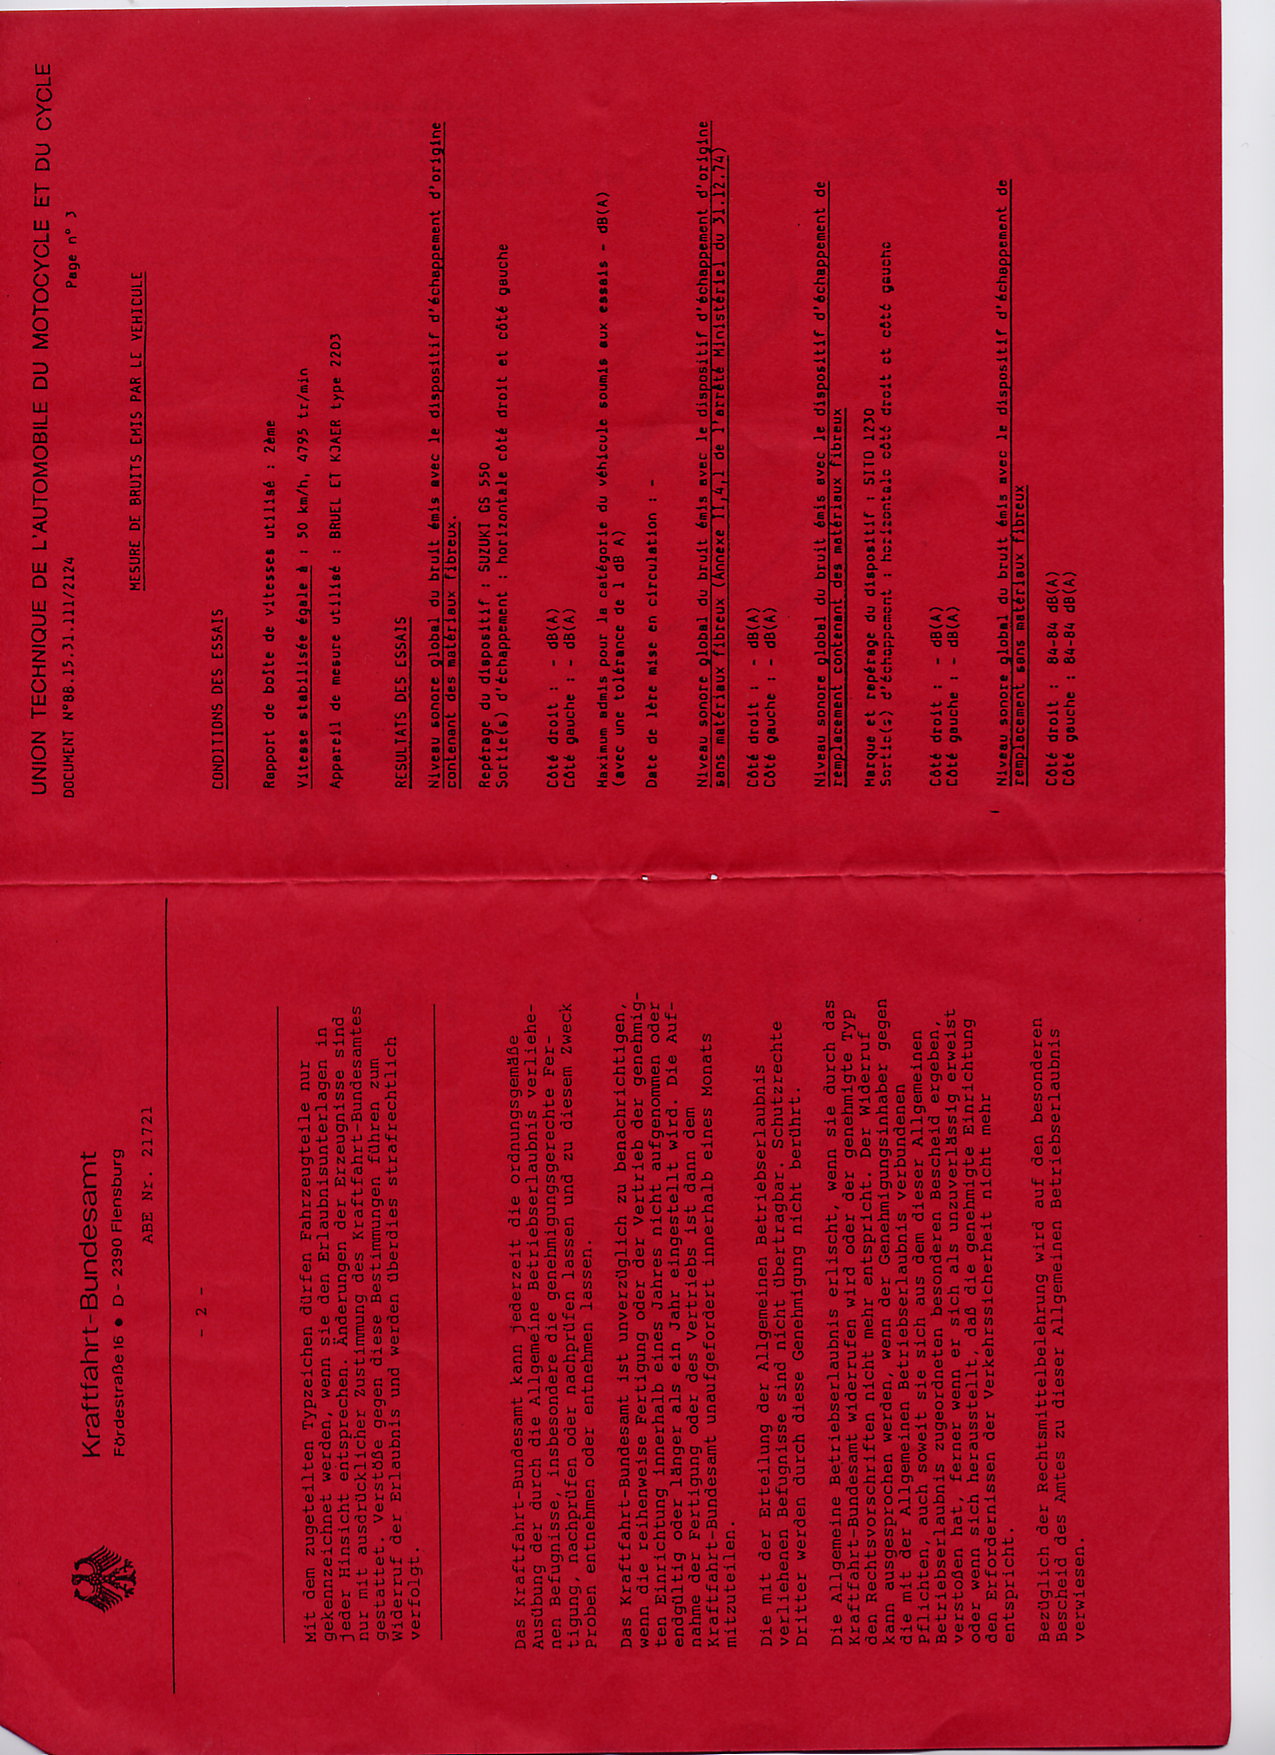 Kraftfahrt-Bundesamt
Fördestraße 16 ● D-2390 Flensburg
ABE Nr. 21721
- 2 -
Mit dem zugeteilten Typzeichen dürfen Fahrzeugteile nur
gekennzeichnet werden, wenn sie den Erlaubnisunterlagen in
jeder Hinsicht entsprechen. Änderungen der Erzeugnisse sind
nur mit ausdrücklicher Zustimmung des Kraftfahrt-Bundesamtes
gestattet. Verstöße gegen diese Bestimmungen führen zum
Widerruf der Erlaubnis und werden überdies strafrechtlich
verfolgt.
Das Kraftfahrt-Bundesamt kann jederzeit die ordnungsgemäße
Ausübung der durch die Allgemeine Betriebserlaubnis verliehe-
nen Befugnisse, insbesondere die genehmigungsgerechte Fer-
tigung, nachprüfen oder nachprüfen lassen und zu diesem Zweck
Proben entnehmen oder entnehmen lassen.
Das Kraftfahrt-Bundesamt ist unverzüglich zu benachrichtigen,
wenn die reihenweise Fertigung oder der Vertrieb der genehmig-
ten Einrichtung innerhalb eines Jahres nicht aufgenommen oder
endgültig oder länger als ein Jahr eingestellt wird. Die Auf-
nahme der Fertigung oder des Vertriebs ist dann dem
Kraftfahrt-Bundesamt unaufgefordert innerhalb eines Monats
mitzuteilen.
Die mit der Erteilung der Allgemeinen Betriebserlaubnis
verliehenen Befugnisse sind nicht übertragbar. Schutzrechte
Dritter werden durch diese Genehmigung nicht berührt.
Die Allgemeine Betriebserlaubnis erlischt, wenn sie durch das
Kraftfahrt-Bundesamt widerrufen wird oder der genehmigte Typ
den Rechtsvorschriften nicht mehr entspricht. Der Widerruf
kann ausgesprochen werden, wenn der Genehmigungsinhaber gegen
die mit der Allgemeinen Betriebserlaubnis verbundenen
Pflichten, auch soweit sie sich aus dem dieser Allgemeinen
Betriebserlaubnis zugeordneten besonderen Bescheid ergeben,
verstoßen hat, ferner wenn er sich als unzuverlässig erweist
oder wenn sich herausstellt, daß die genehmigte Einrichtung
den Erfordernissen der Verkehrssicherheit nicht mehr
entspricht.
Bezüglich der Rechtsmittelbelehrung wird auf den besonderen
Bescheid des Amtes zu dieser Allgemeinen Betriebserlaubnis
verwiesen.
UNION TECHNIQUE DE L'AUTOMOBILE DU MOTOCYCLE ET DU CYCLE
DOCUMENT N°88.15.31.111/2124 Page n° 3
MESURE DE BRUITS EMIS PAR LE VEHICULE
CONDITIONS DES ESSAIS
Rapport de boîte de vitesses utilisé : 2ème
Vitesse stabilisée égale à : 50 km/h, 4795 tr/min
Appareil de mesure utilisé : BRUEL ET KJAER type 2203
RESULTATS DES ESSAIS
Niveau sonore global du bruit émis avec le dispositif d'échappement d'origine
contenant des matériaux fibreux.
Repérage du dispositif : SUZUKI GS 550
Sortie(s) d'échappement : horizontale côté droit et côté gauche
Côté droit : - dB(A)
Côté gauche : - dB(A)
Maximum admis pour la catégorie du véhicule soumis aux essais - dB(A)
(avec une tolérance de 1 dB A)
Date de 1ère mise en circulation : -
Niveau sonore global du bruit émis avec le dispositif d'échappement d'origine
sans matériaux fibreux (Annexe II,4,1 de l'arrêté Ministériel du 31.12.74)
Côté droit : - dB(A)
Côté gauche : - dB(A)
Niveau sonore global du bruit émis avec le dispositif d'échappement de
remplacement contenant des matériaux fibreux
Marque et repérage du dispositif : SITO 1230
Sortie(s) d'échappement : horizontale côté droit et côté gauche
Côté droit : - dB(A)
Côté gauche : - dB(A)
Niveau sonore global du bruit émis avec le dispositif d'échappement de
remplacement sans matériaux fibreux
Côté droit : 84-84 dB(A)
Côté gauche : 84-84 dB(A)